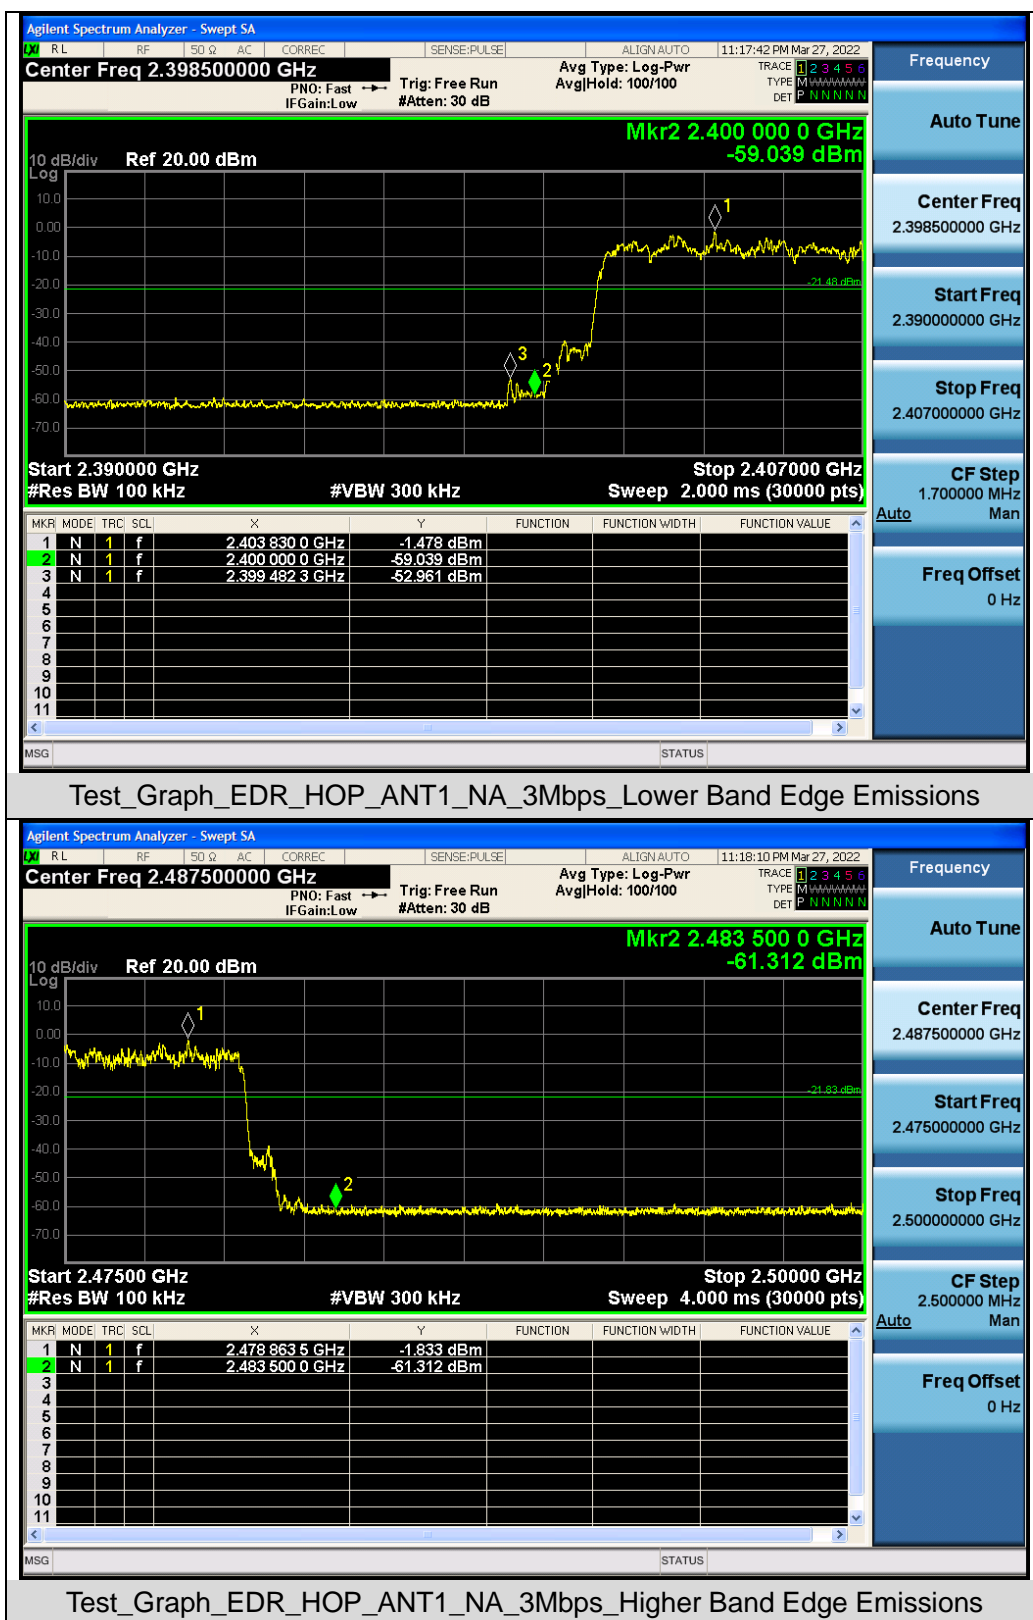 Agilent Spectrum Analyzer - Swept SA
LXI RL RF 50 Ω AC CORREC SENSE:PULSE ALIGN AUTO 11:17:42 PM Mar 27, 2022
Center Freq 2.398500000 GHz
PNO: Fast
IFGain:Low
Trig: Free Run
#Atten: 30 dB
Avg Type: Log-Pwr
Avg|Hold: 100/100
TRACE 1 2 3 4 5 6
TYPE M WWWWW
DET P N N N N N
Frequency
Auto Tune
Center Freq
2.398500000 GHz
Start Freq
2.390000000 GHz
Stop Freq
2.407000000 GHz
CF Step
1.700000 MHz
Auto Man
Freq Offset
0 Hz
Mkr2 2.400 000 0 GHz
-59.039 dBm
10 dB/div Ref 20.00 dBm
Log
10.0
0.00
-10.0
-20.0
-30.0
-40.0
-50.0
-60.0
-70.0
1
-21.48 dBm
3
2
Start 2.390000 GHz Stop 2.407000 GHz
#Res BW 100 kHz #VBW 300 kHz Sweep 2.000 ms (30000 pts)
MKR MODE TRC SCL X Y FUNCTION FUNCTION WIDTH FUNCTION VALUE
1 N 1 f 2.403 830 0 GHz -1.478 dBm
2 N 1 f 2.400 000 0 GHz -59.039 dBm
3 N 1 f 2.399 482 3 GHz -52.961 dBm
4
5
6
7
8
9
10
11
MSG STATUS
Test_Graph_EDR_HOP_ANT1_NA_3Mbps_Lower Band Edge Emissions
Agilent Spectrum Analyzer - Swept SA
LXI RL RF 50 Ω AC CORREC SENSE:PULSE ALIGN AUTO 11:18:10 PM Mar 27, 2022
Center Freq 2.487500000 GHz
PNO: Fast
IFGain:Low
Trig: Free Run
#Atten: 30 dB
Avg Type: Log-Pwr
Avg|Hold: 100/100
TRACE 1 2 3 4 5 6
TYPE M WWWWW
DET P N N N N N
Frequency
Auto Tune
Center Freq
2.487500000 GHz
Start Freq
2.475000000 GHz
Stop Freq
2.500000000 GHz
CF Step
2.500000 MHz
Auto Man
Freq Offset
0 Hz
Mkr2 2.483 500 0 GHz
-61.312 dBm
10 dB/div Ref 20.00 dBm
Log
10.0
0.00
-10.0
-20.0
-30.0
-40.0
-50.0
-60.0
-70.0
1
-21.83 dBm
2
Start 2.47500 GHz Stop 2.50000 GHz
#Res BW 100 kHz #VBW 300 kHz Sweep 4.000 ms (30000 pts)
MKR MODE TRC SCL X Y FUNCTION FUNCTION WIDTH FUNCTION VALUE
1 N 1 f 2.478 863 5 GHz -1.833 dBm
2 N 1 f 2.483 500 0 GHz -61.312 dBm
3
4
5
6
7
8
9
10
11
MSG STATUS
Test_Graph_EDR_HOP_ANT1_NA_3Mbps_Higher Band Edge Emissions